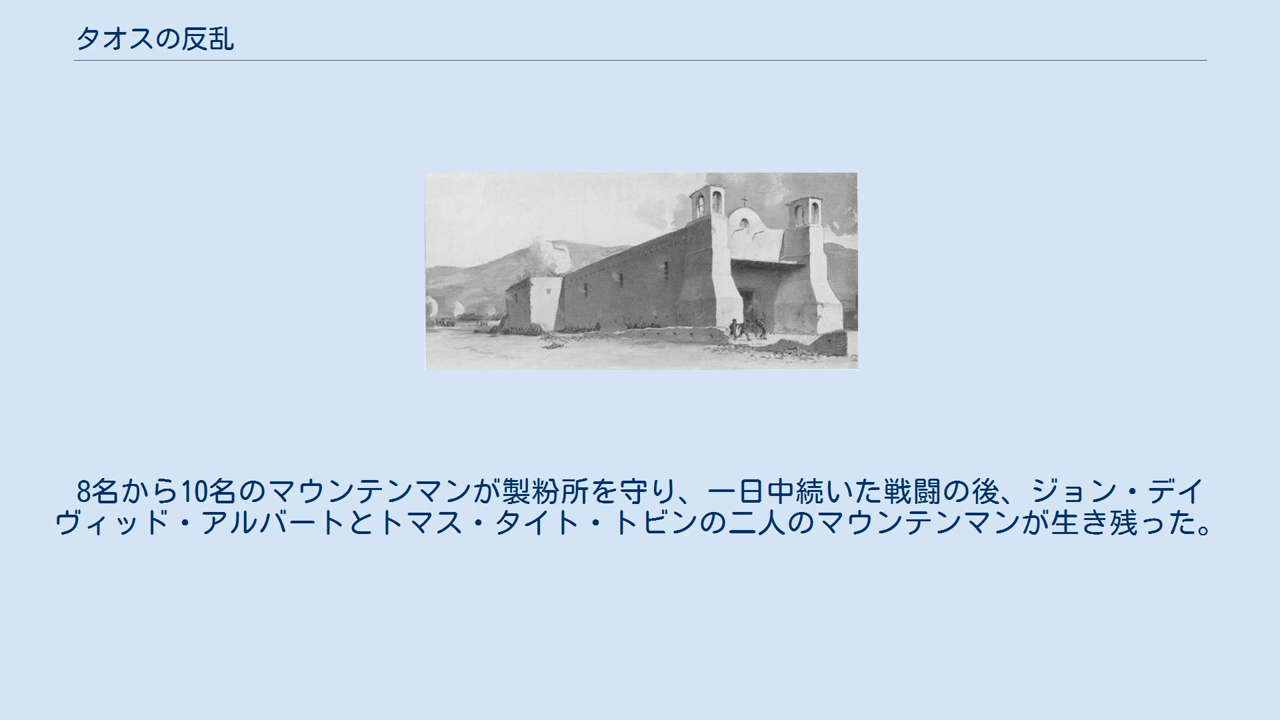 タオスの反乱
8名から10名のマウンテンマンが製粉所を守り、一日中続いた戦闘の後、ジョン・デイ
ヴィッド・アルバートとトマス・タイト・トビンの二人のマウンテンマンが生き残った。